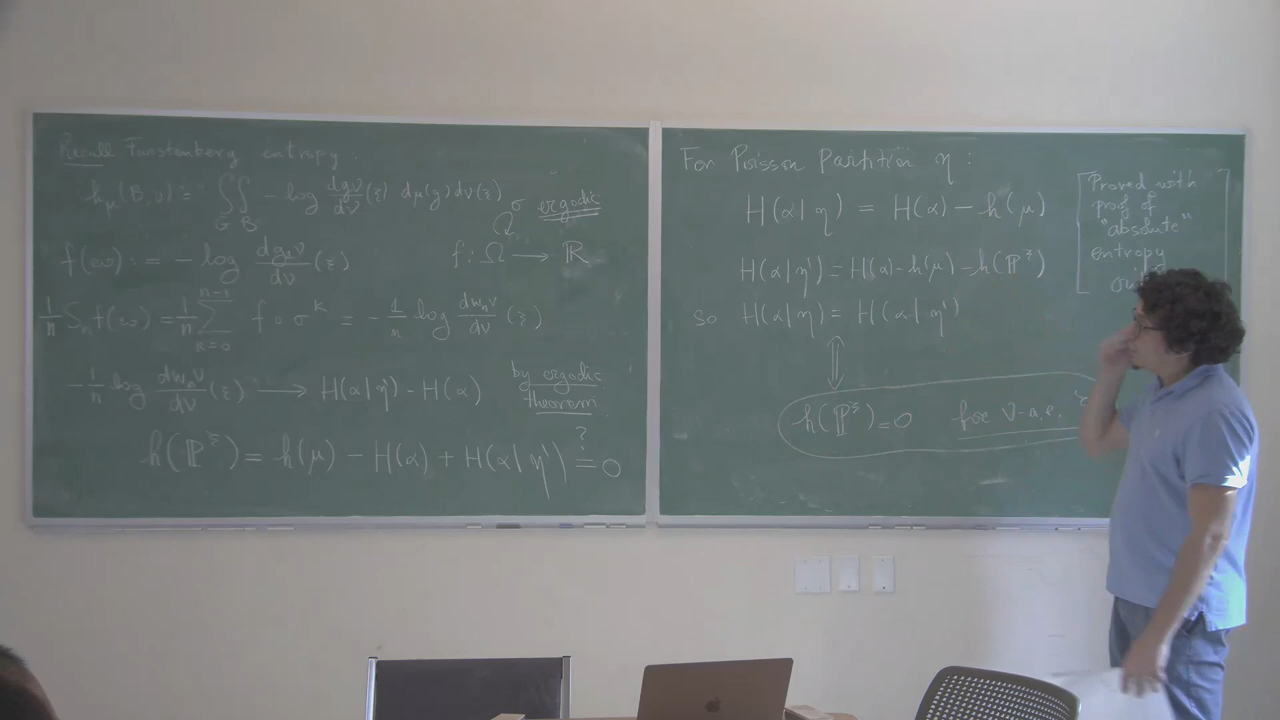 Recall Furstenberg entropy.
h_μ(B,ν) = ∬_{G B} - log dgν/dν (ξ) dμ(g) dν(ξ)
σ ergodic
f(ω) := - log dg₁ν/dν (ξ)
f: Ω → ℝ
1/n S_n f(ω) = 1/n Σ_{k=0}^{n-1} f∘σ^k = - 1/n log dw_nν/dν (ξ)
- 1/n log dw_nν/dν (ξ) → H(α|η') - H(α)
by ergodic
theorem
h(ℙ^ξ) = h(μ) - H(α) + H(α|η') ?= 0
For Poisson Partition η :
H(α|η) = H(α) - h(μ)
H(α|η') = H(α) - h(μ) - h(ℙ^ξ)
so H(α|η) = H(α|η')
⇕
h(ℙ^ξ) = 0 for ν-a.e.
[Proved with
proof of
"absolute"
entropy